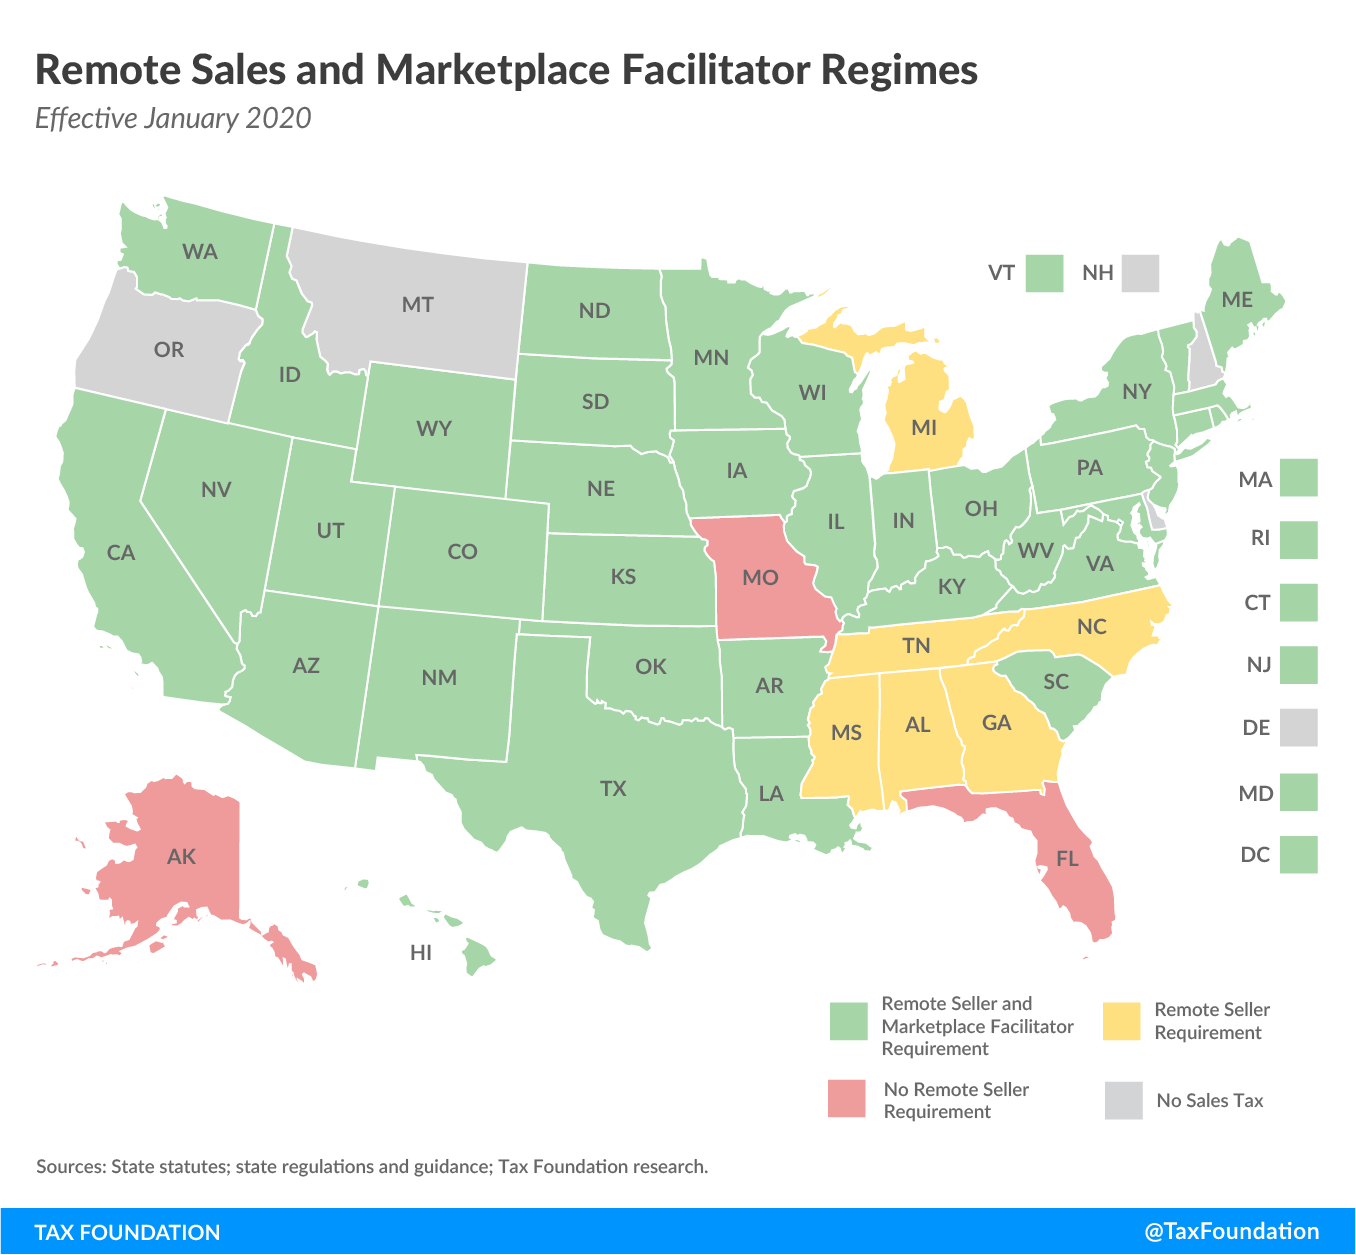 Remote Sales and Marketplace Facilitator Regimes
Effective January 2020
WA
MT
ND
MN
VT
NH
ME
OR
ID
SD
WI
NY
WY
MI
IA
PA
NV
NE
MA
UT
CO
IL
IN
OH
WV
VA
RI
CA
KS
MO
KY
CT
NC
TN
AZ
NM
OK
AR
SC
NJ
MS
AL
GA
DE
TX
LA
MD
AK
FL
DC
HI
Remote Seller and
Marketplace Facilitator
Requirement
Remote Seller
Requirement
No Remote Seller
Requirement
No Sales Tax
Sources: State statutes; state regulations and guidance; Tax Foundation research.
TAX FOUNDATION
@TaxFoundation